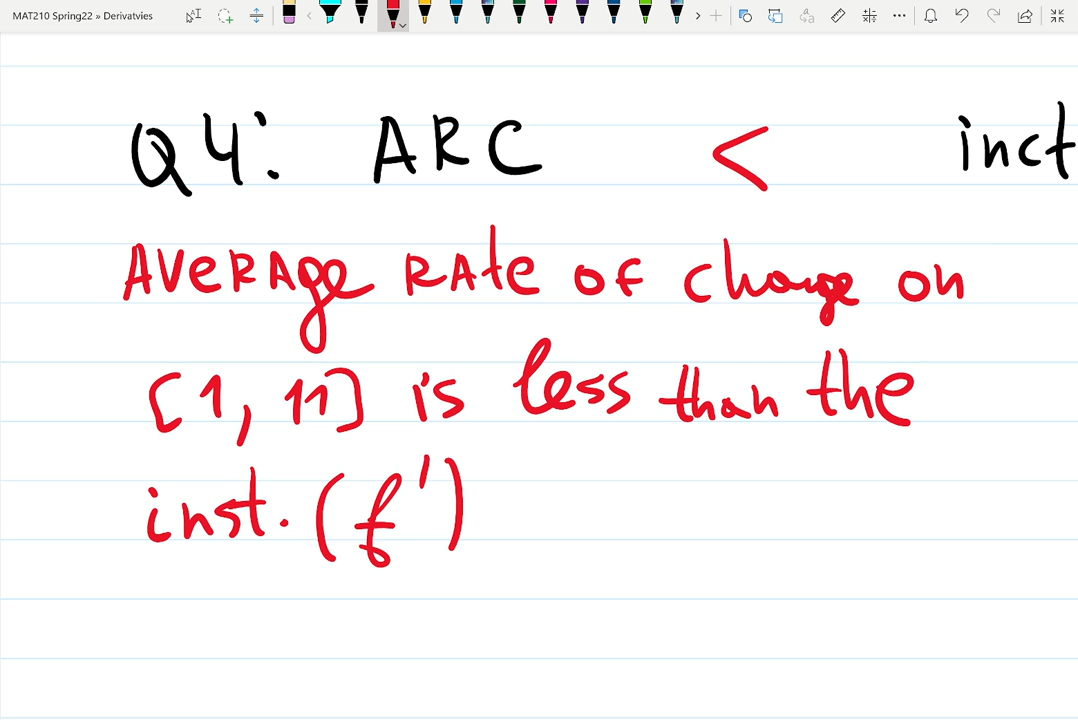 MAT210 Spring22 » Derivatvies
Q4: ARC < inct
AVERAge RAte of change on
[1, 11] is less than the
inst. (f')